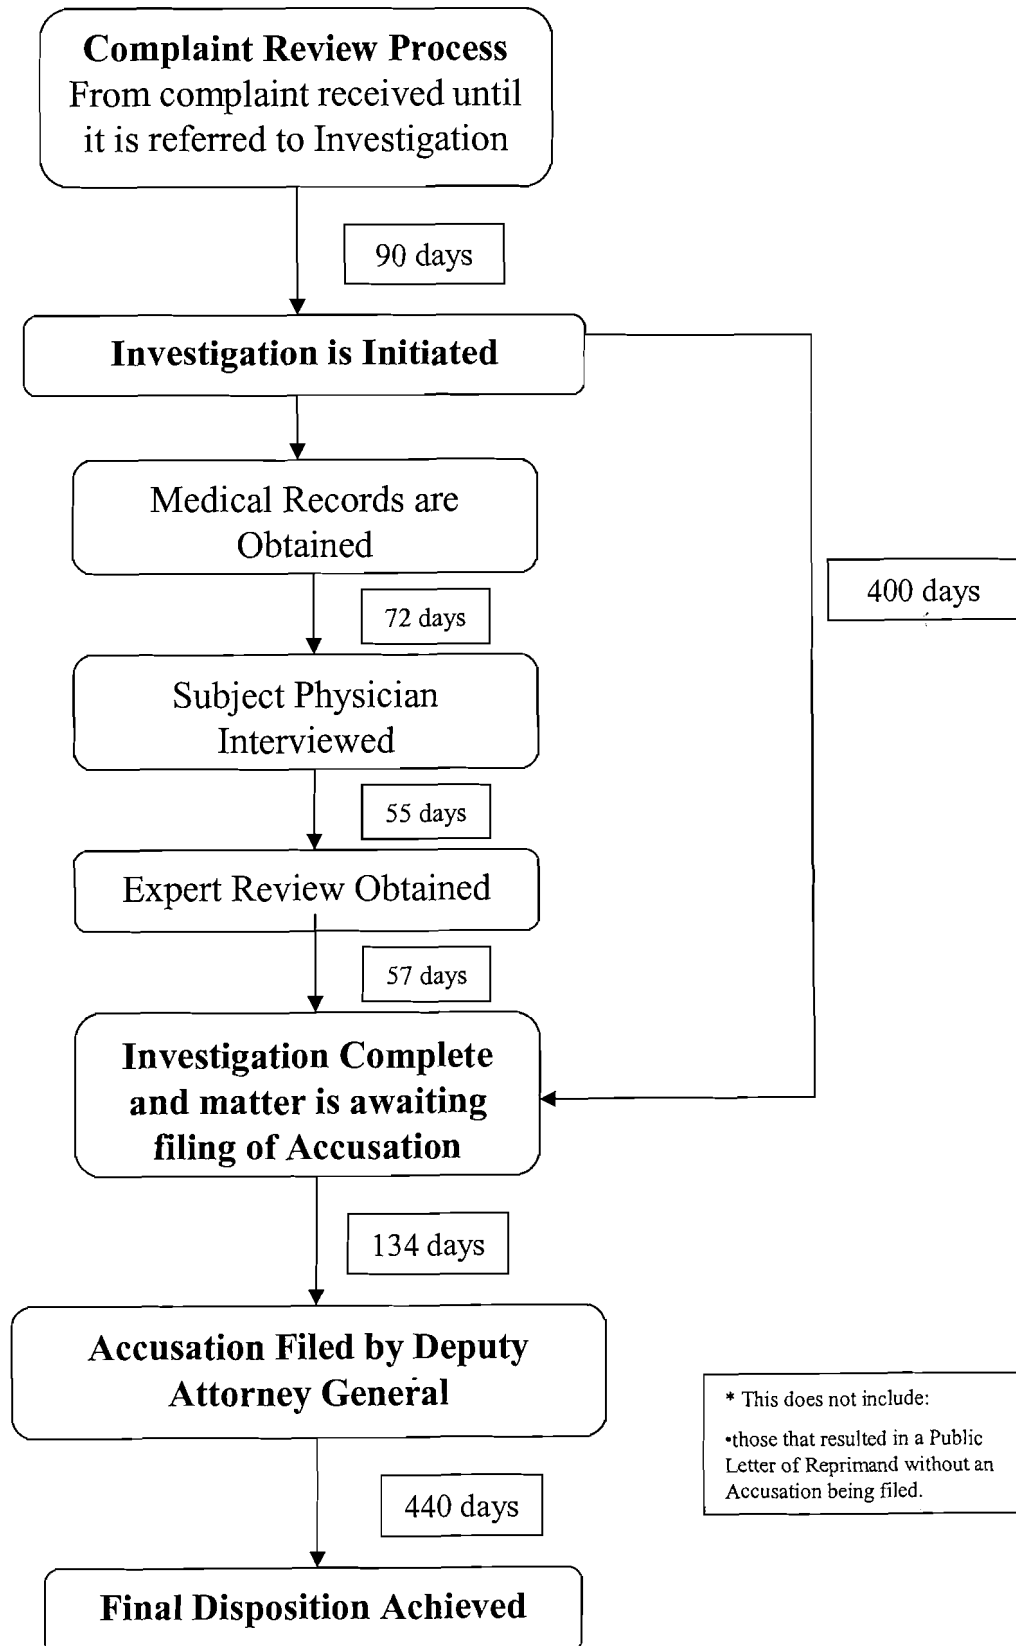 Complaint Review Process
From complaint received until
it is referred to Investigation
90 days
Investigation is Initiated
Medical Records are
Obtained
400 days
72 days
Subject Physician
Interviewed
55 days
Expert Review Obtained
57 days
Investigation Complete
and matter is awaiting
filing of Accusation
134 days
Accusation Filed by Deputy
Attorney General
* This does not include:
•those that resulted in a Public
Letter of Reprimand without an
Accusation being filed.
440 days
Final Disposition Achieved